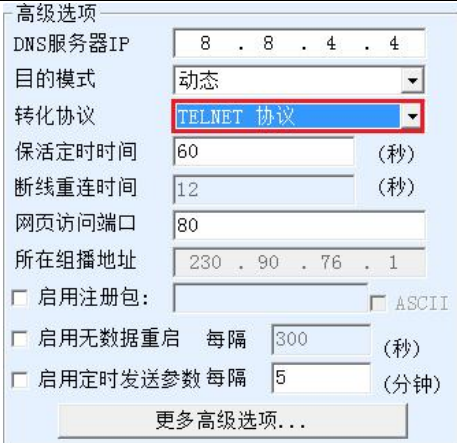 高级选项
DNS服务器IP 8 . 8 . 4 . 4
目的模式 动态
转化协议 TELNET 协议
保活定时时间 60 (秒)
断线重连时间 12 (秒)
网页访问端口 80
所在组播地址 230 . 90 . 76 . 1
启用注册包: ASCII
启用无数据重启 每隔 300 (秒)
启用定时发送参数 每隔 5 (分钟)
更多高级选项...